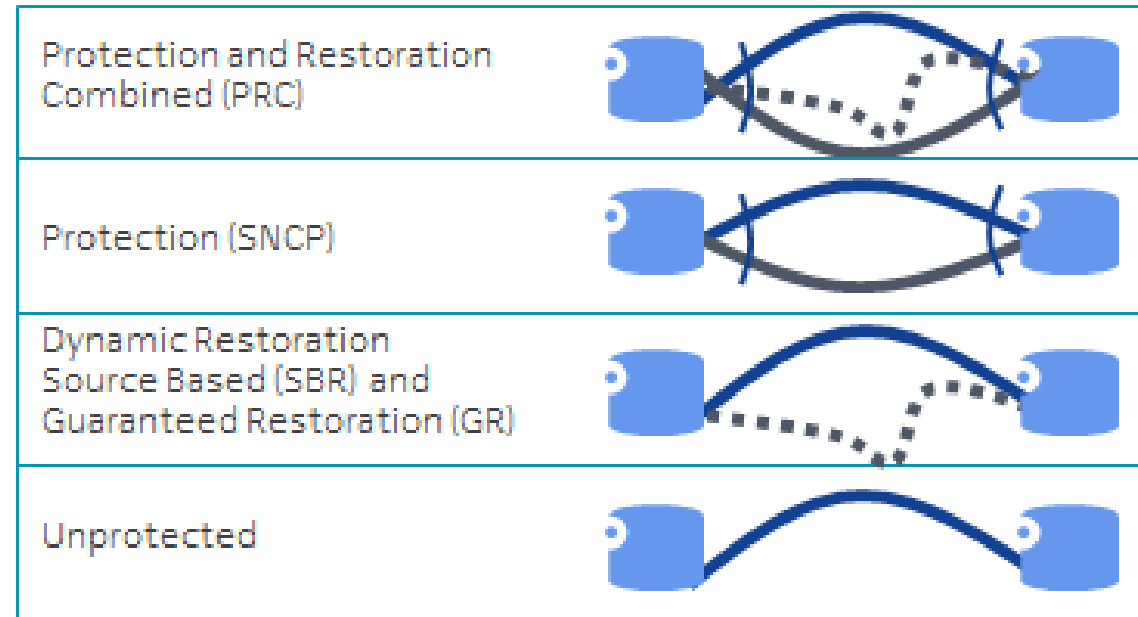 Protection and Restoration
Combined (PRC)
Protection (SNCP)
Dynamic Restoration
Source Based (SBR) and
Guaranteed Restoration (GR)
Unprotected